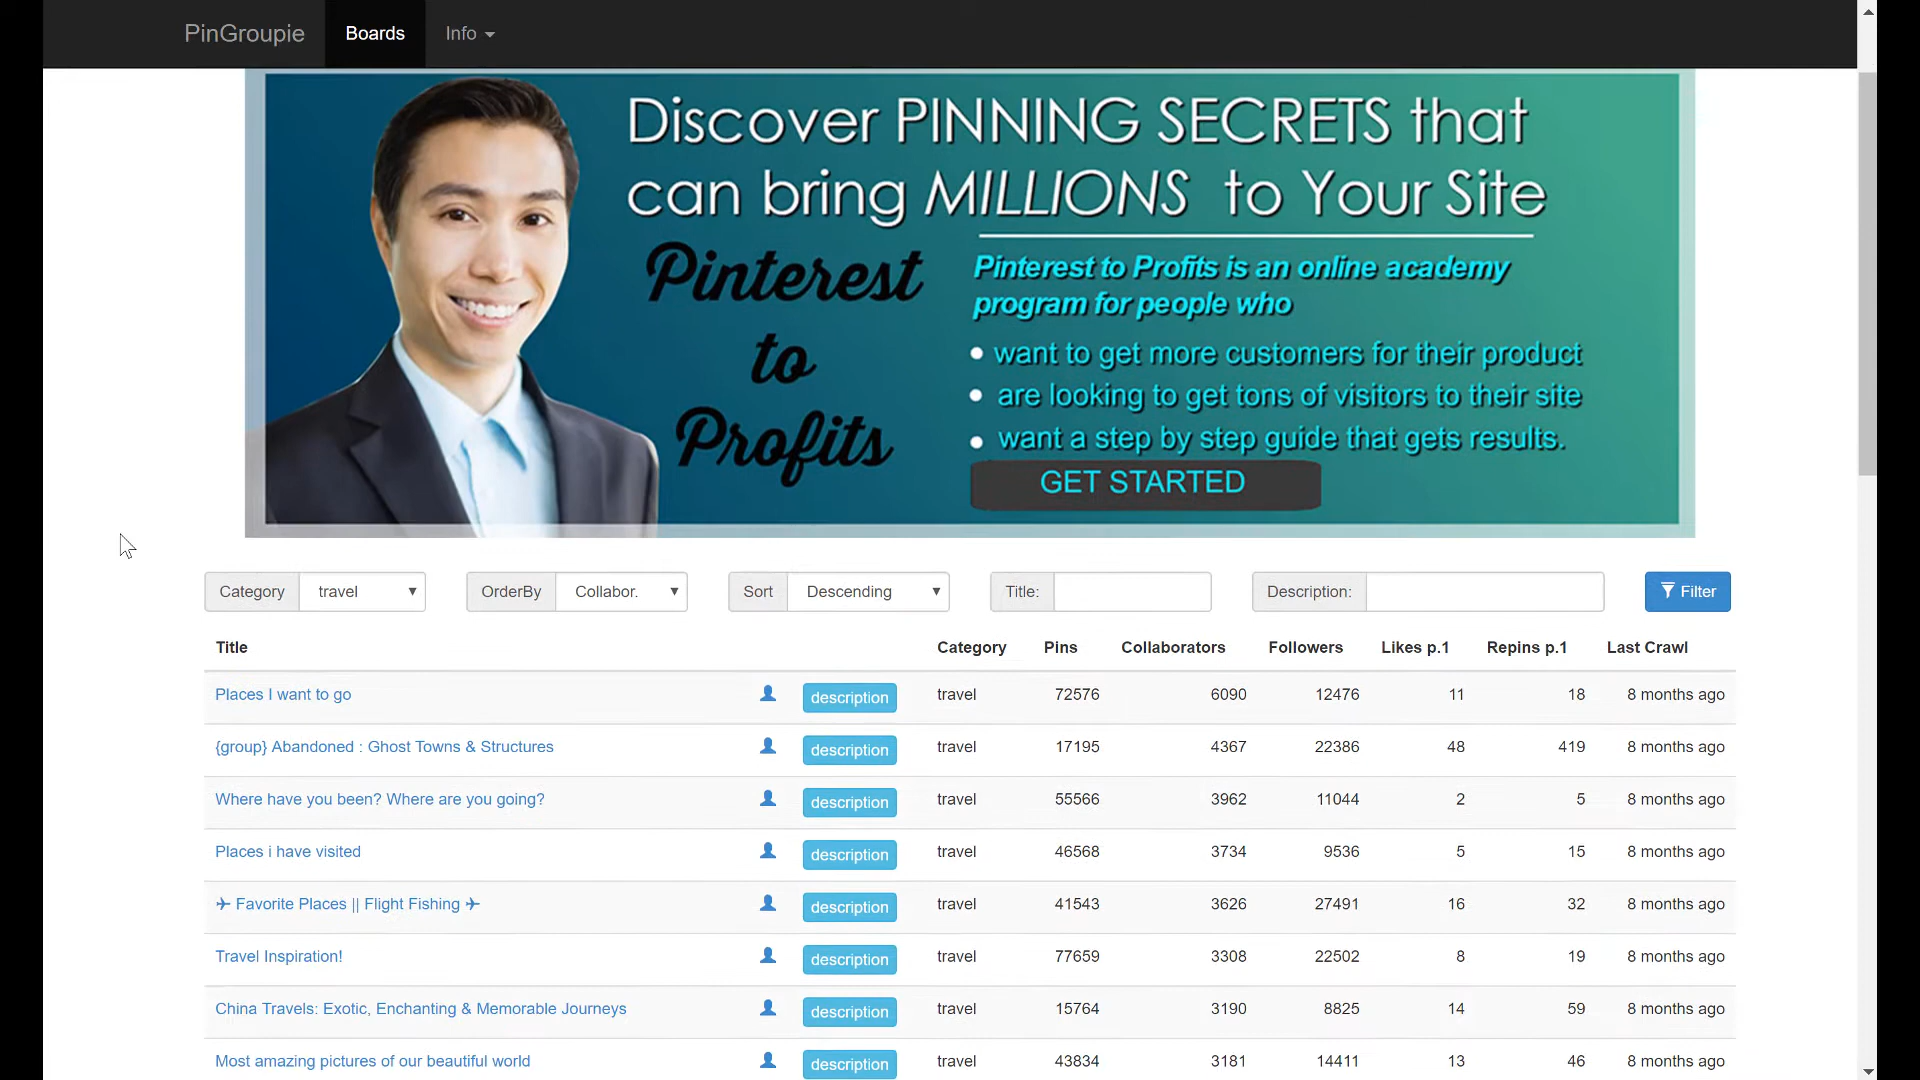 PinGroupie Boards Info
Discover PINNING SECRETS that
can bring MILLIONS to Your Site
Pinterest
to
Profits
Pinterest to Profits is an online academy
program for people who
want to get more customers for their product
are looking to get tons of visitors to their site
want a step by step guide that gets results.
GET STARTED
Category travel OrderBy Collabor. Sort Descending Title: Description: Filter
Title Category Pins Collaborators Followers Likes p.1 Repins p.1 Last Crawl
Places I want to go description travel 72576 6090 12476 11 18 8 months ago
{group} Abandoned : Ghost Towns & Structures description travel 17195 4367 22386 48 419 8 months ago
Where have you been? Where are you going? description travel 55566 3962 11044 2 5 8 months ago
Places i have visited description travel 46568 3734 9536 5 15 8 months ago
✈ Favorite Places || Flight Fishing ✈ description travel 41543 3626 27491 16 32 8 months ago
Travel Inspiration! description travel 77659 3308 22502 8 19 8 months ago
China Travels: Exotic, Enchanting & Memorable Journeys description travel 15764 3190 8825 14 59 8 months ago
Most amazing pictures of our beautiful world description travel 43834 3181 14411 13 46 8 months ago